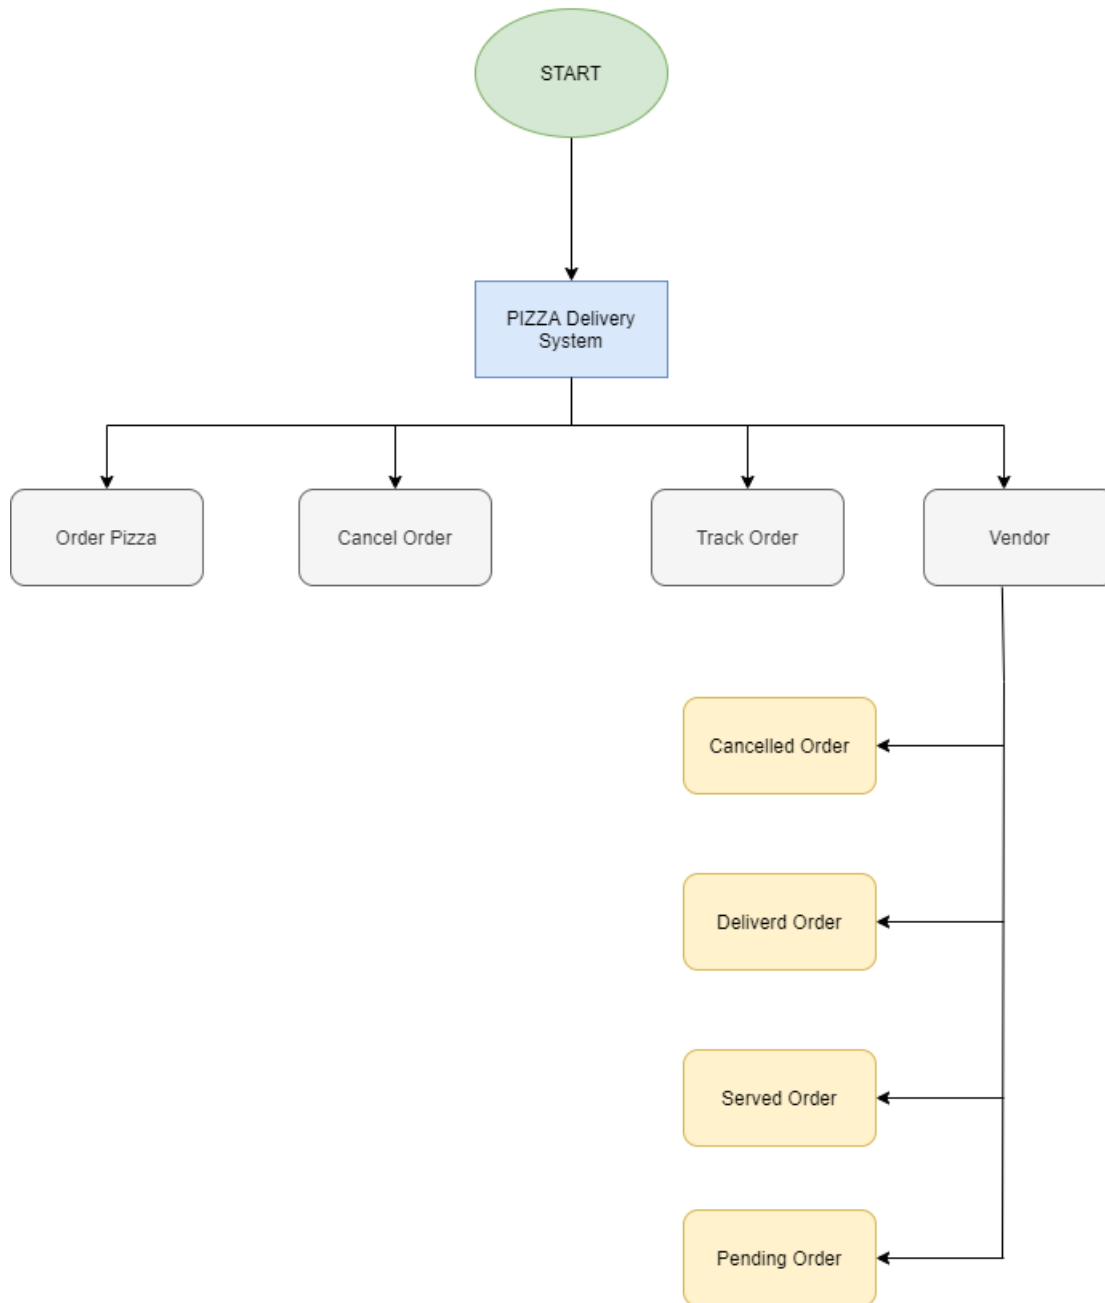 START
PIZZA Delivery
System
Order Pizza
Cancel Order
Track Order
Vendor
Cancelled Order
Deliverd Order
Served Order
Pending Order